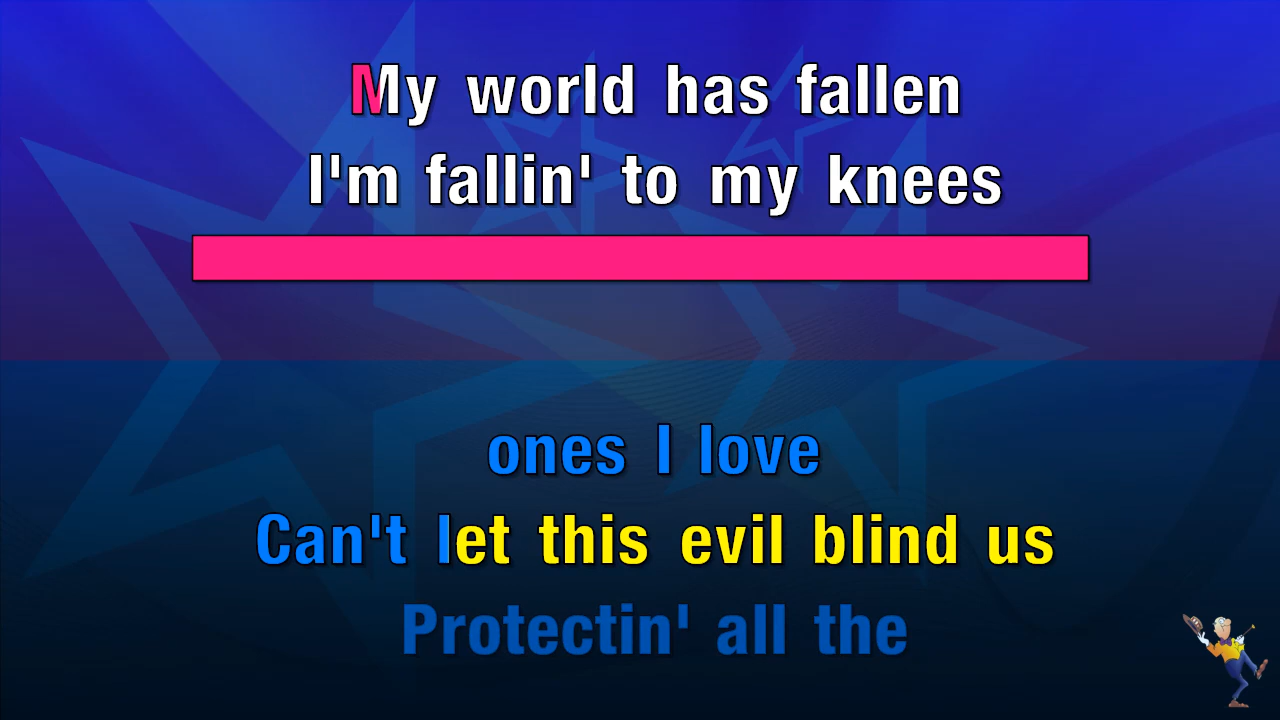 My world has fallen
I'm fallin' to my knees
ones I love
Can't let this evil blind us
Protectin' all the